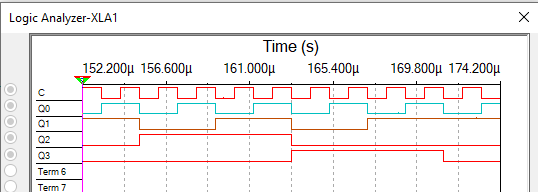 Logic Analyzer-XLA1
Time (s)
152.200µ 156.600µ 161.000µ 165.400µ 169.800µ 174.200µ
C
Q0
Q1
Q2
Q3
Term 6
Term 7